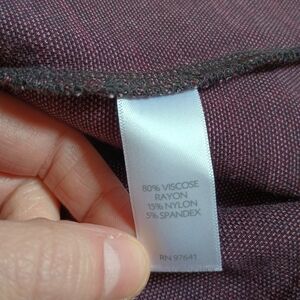 80% VISCOSE
RAYON
15% NYLON
5% SPANDEX
RN 97641